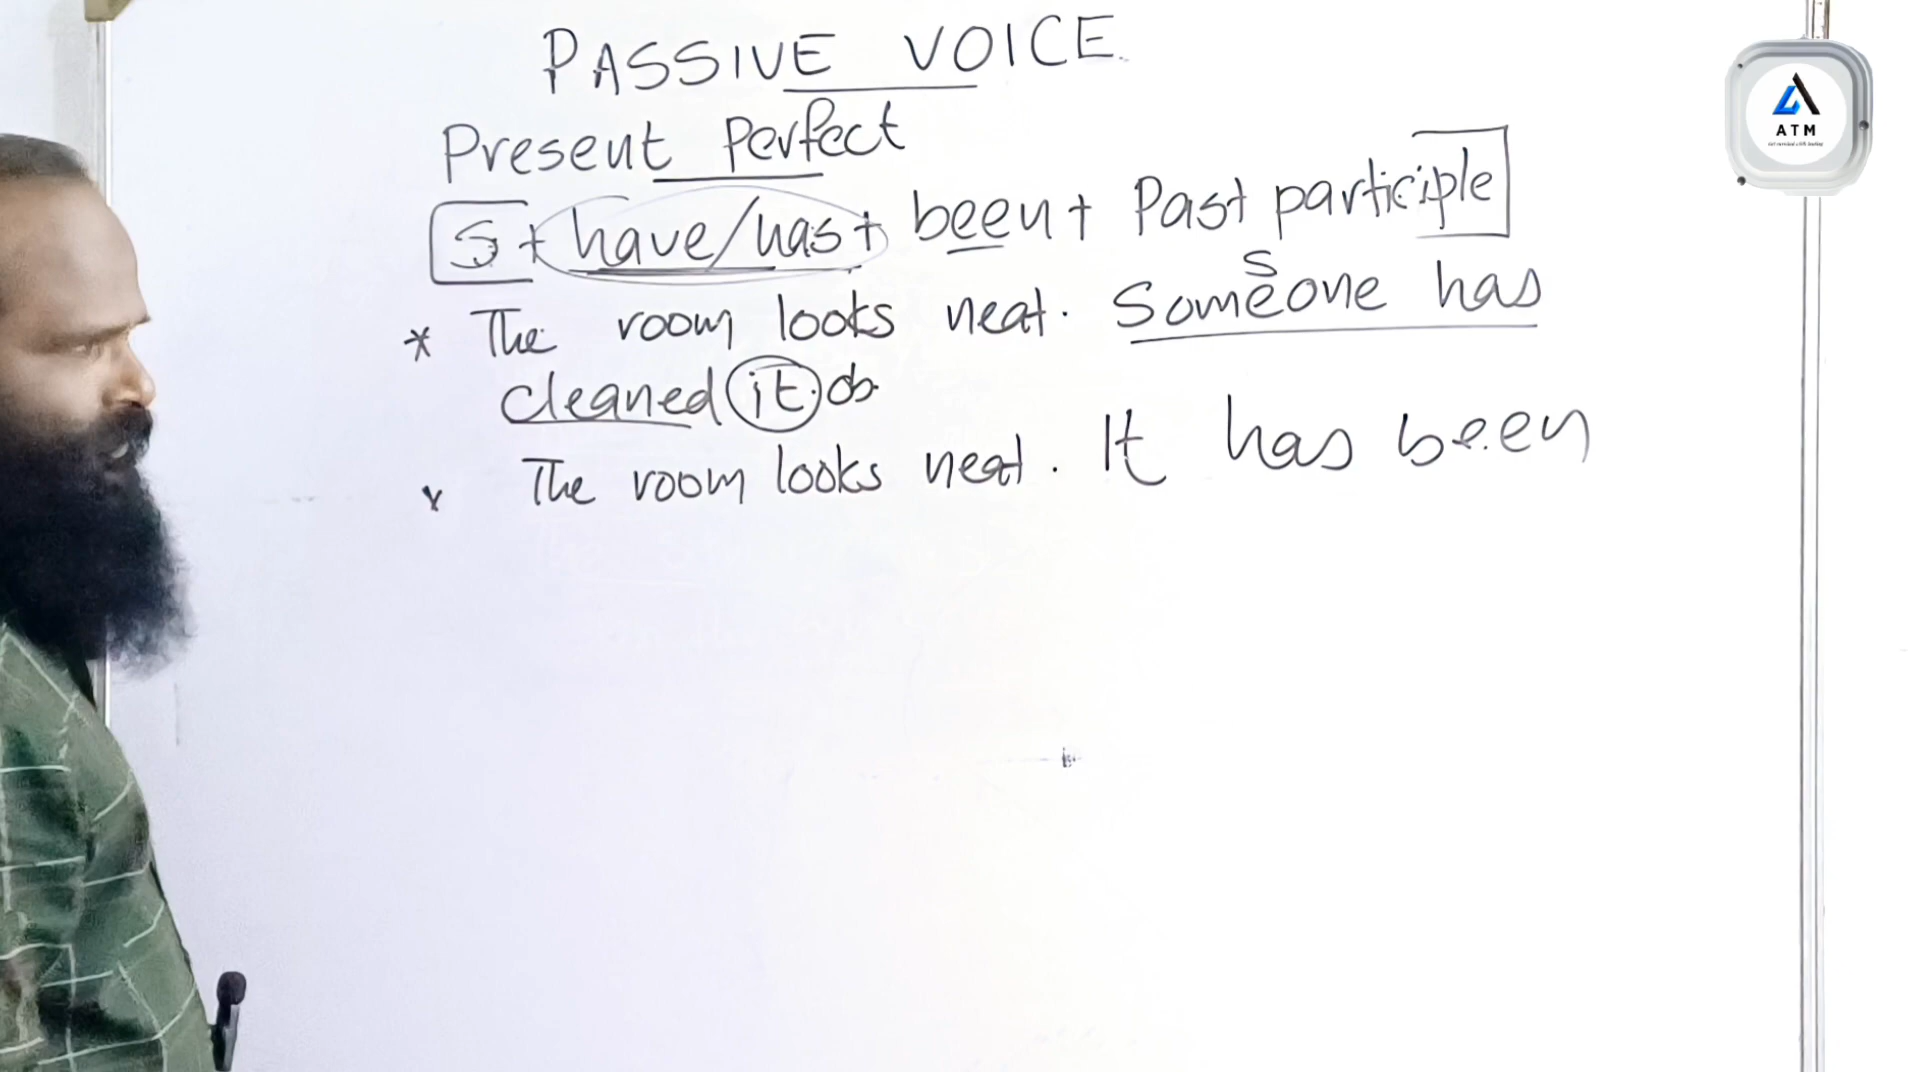 PASSIVE VOICE
Present Perfect
S + have/has + been + Past participle
S
* The room looks neat. Someone has
cleaned it. ob
* The room looks neat. It has been
ATM